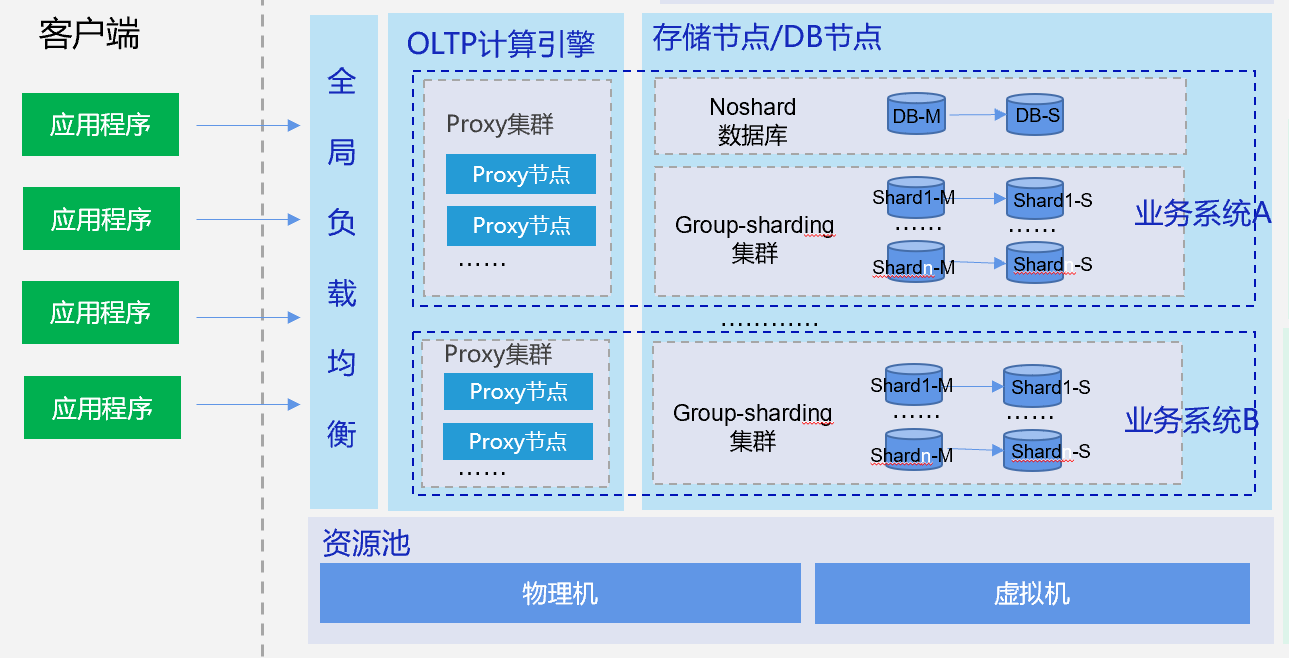 客户端
应用程序
应用程序
应用程序
应用程序
全
局
负
载
均
衡
OLTP计算引擎
Proxy集群
Proxy节点
Proxy节点
......
Proxy集群
Proxy节点
Proxy节点
......
存储节点/DB节点
Noshard
数据库
DB-M
DB-S
Group-sharding
集群
Shard1-M
Shard1-S
......
......
Shardn-M
Shardn-S
业务系统A
............
Group-sharding
集群
Shard1-M
Shard1-S
......
......
Shardn-M
Shardn-S
业务系统B
资源池
物理机
虚拟机